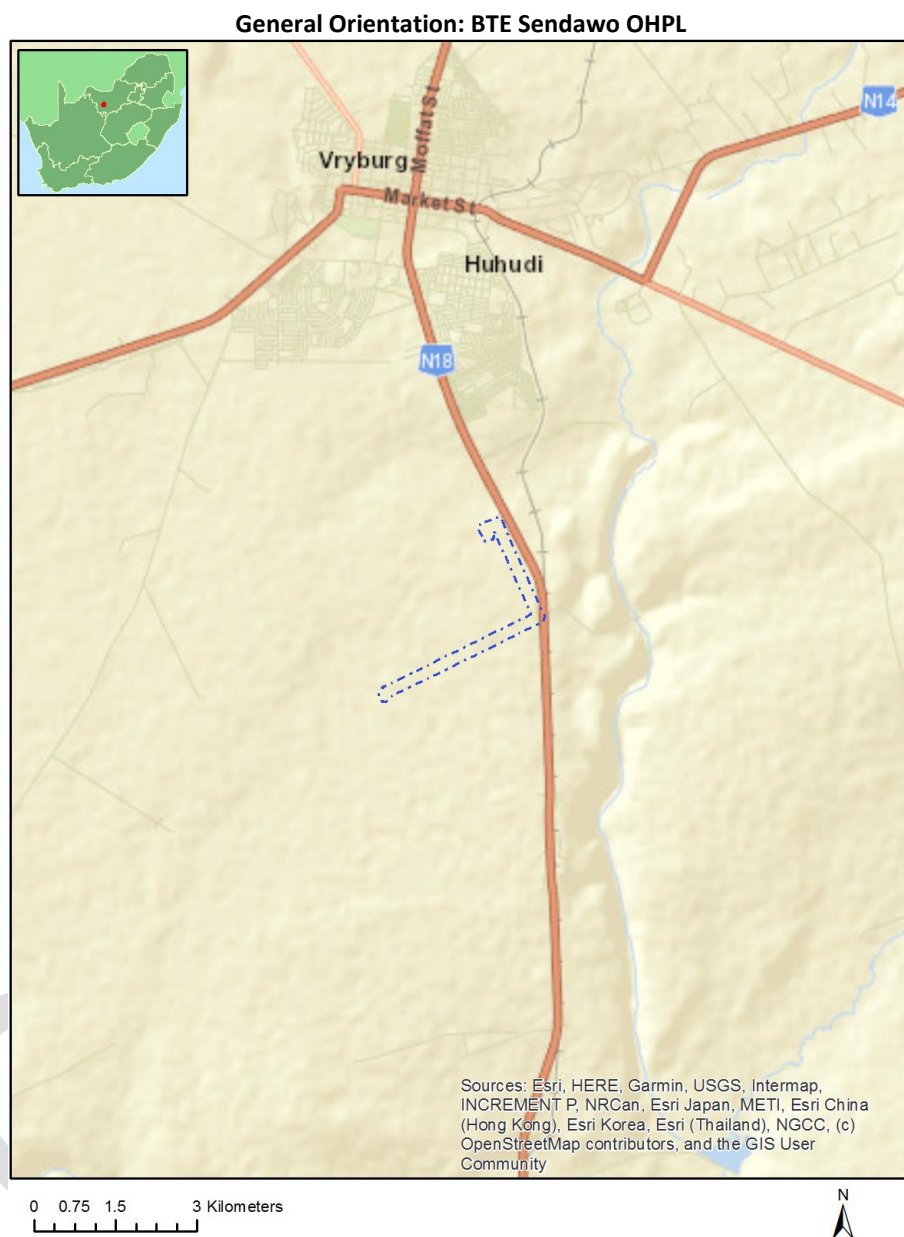 General Orientation: BTE Sendawo OHPL
N14
Moffat St
Vryburg
Market St
Huhudi
N18
Sources: Esri, HERE, Garmin, USGS, Intermap,
INCREMENT P, NRCan, Esri Japan, METI, Esri China
(Hong Kong), Esri Korea, Esri (Thailand), NGCC, (c)
OpenStreetMap contributors, and the GIS User
Community
0 0.75 1.5 3 Kilometers
N